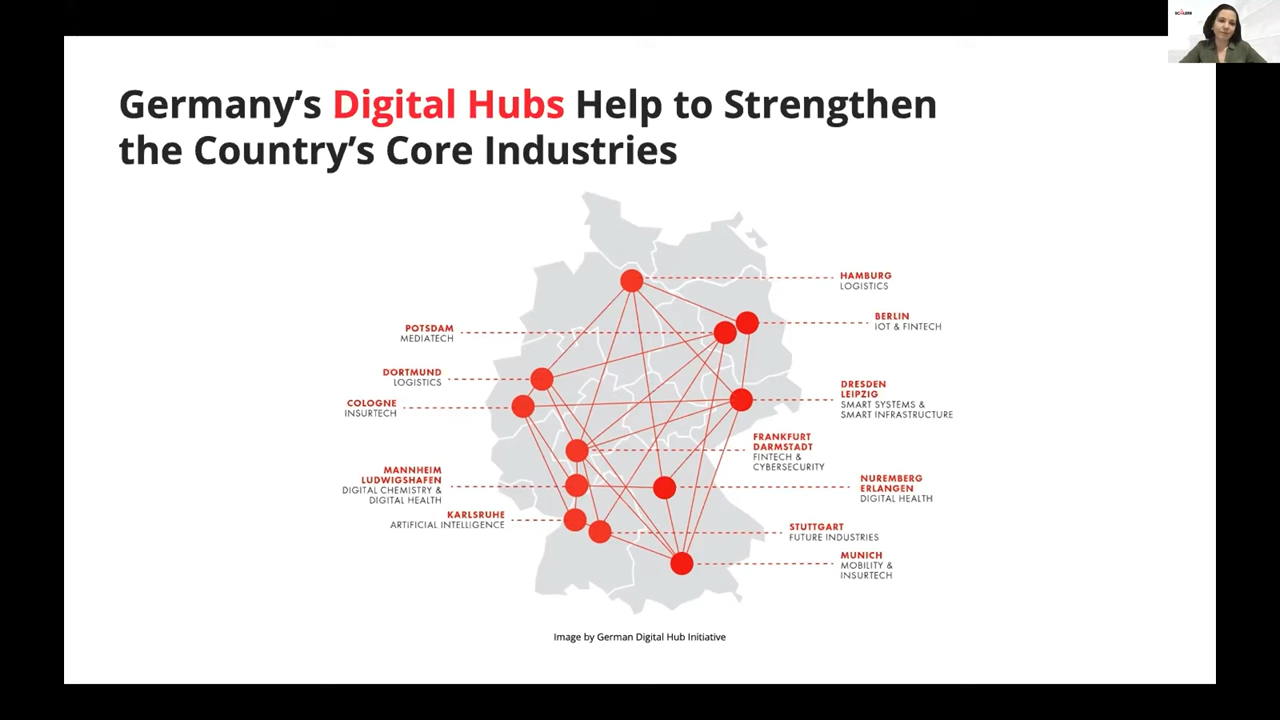 SCALERS
Germany's Digital Hubs Help to Strengthen
the Country's Core Industries
HAMBURG
LOGISTICS
BERLIN
IOT & FINTECH
POTSDAM
MEDIATECH
DORTMUND
LOGISTICS
COLOGNE
INSURTECH
DRESDEN
LEIPZIG
SMART SYSTEMS &
SMART INFRASTRUCTURE
FRANKFURT
DARMSTADT
FINTECH &
CYBERSECURITY
MANNHEIM
LUDWIGSHAFEN
DIGITAL CHEMISTRY &
DIGITAL HEALTH
NUREMBERG
ERLANGEN
DIGITAL HEALTH
KARLSRUHE
ARTIFICIAL INTELLIGENCE
STUTTGART
FUTURE INDUSTRIES
MUNICH
MOBILITY &
INSURTECH
Image by German Digital Hub Initiative